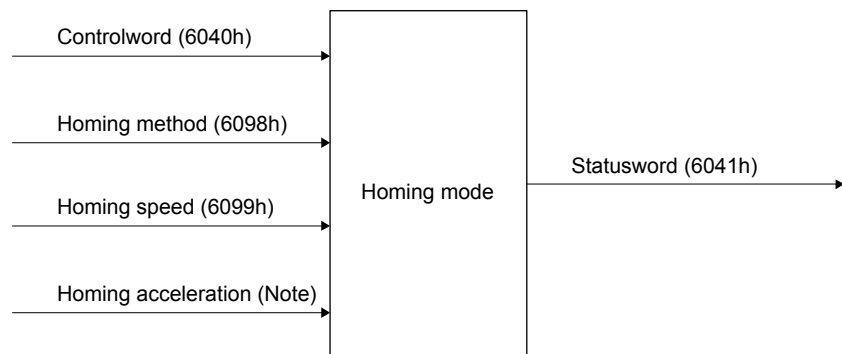 Controlword (6040h)
Homing method (6098h)
Homing speed (6099h)
Homing acceleration (Note)
Homing mode
Statusword (6041h)